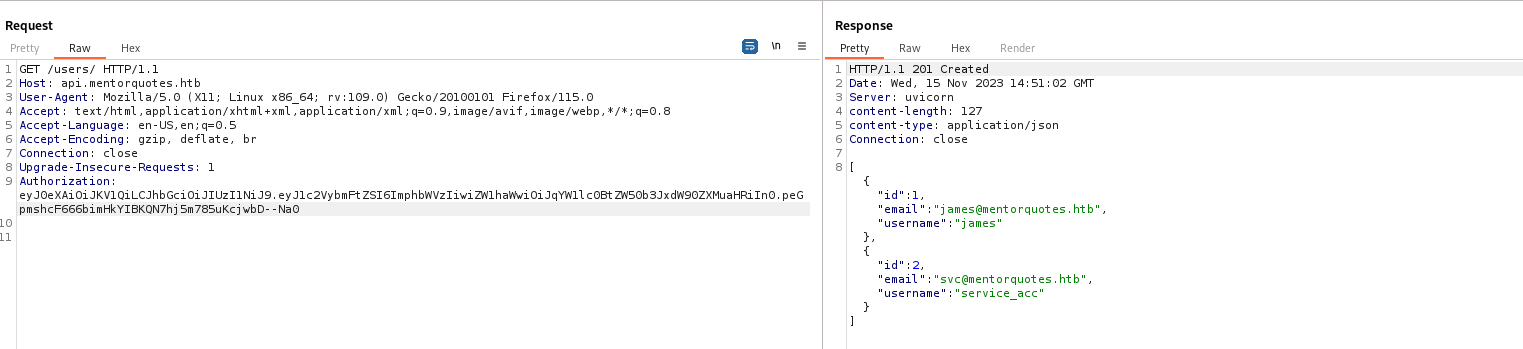 Request
Pretty Raw Hex
\n
1 GET /users/ HTTP/1.1
2 Host: api.mentorquotes.htb
3 User-Agent: Mozilla/5.0 (X11; Linux x86_64; rv:109.0) Gecko/20100101 Firefox/115.0
4 Accept: text/html,application/xhtml+xml,application/xml;q=0.9,image/avif,image/webp,*/*;q=0.8
5 Accept-Language: en-US,en;q=0.5
6 Accept-Encoding: gzip, deflate, br
7 Connection: close
8 Upgrade-Insecure-Requests: 1
9 Authorization:
eyJ0eXAiOiJKV1QiLCJhbGciOiJIUzI1NiJ9.eyJ1c2VybmFtZSI6ImphbWVzIiwiZW1haWwiOiJqYW1lc0BtZW50b3JxdW90ZXMuaHRiIn0.peG
pmshcF666bimHkYIBKQN7hj5m785uKcjwbD--Na0
10
11
Response
Pretty Raw Hex Render
1 HTTP/1.1 201 Created
2 Date: Wed, 15 Nov 2023 14:51:02 GMT
3 Server: uvicorn
4 content-length: 127
5 content-type: application/json
6 Connection: close
7
8 [
{
"id":1,
"email":"james@mentorquotes.htb",
"username":"james"
},
{
"id":2,
"email":"svc@mentorquotes.htb",
"username":"service_acc"
}
]